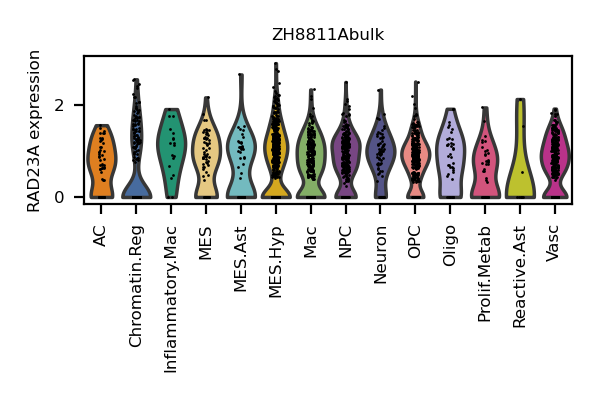 ZH8811Abulk
RAD23A expression
2
0
AC
Chromatin.Reg
Inflammatory.Mac
MES
MES.Ast
MES.Hyp
Mac
NPC
Neuron
OPC
Oligo
Prolif.Metab
Reactive.Ast
Vasc